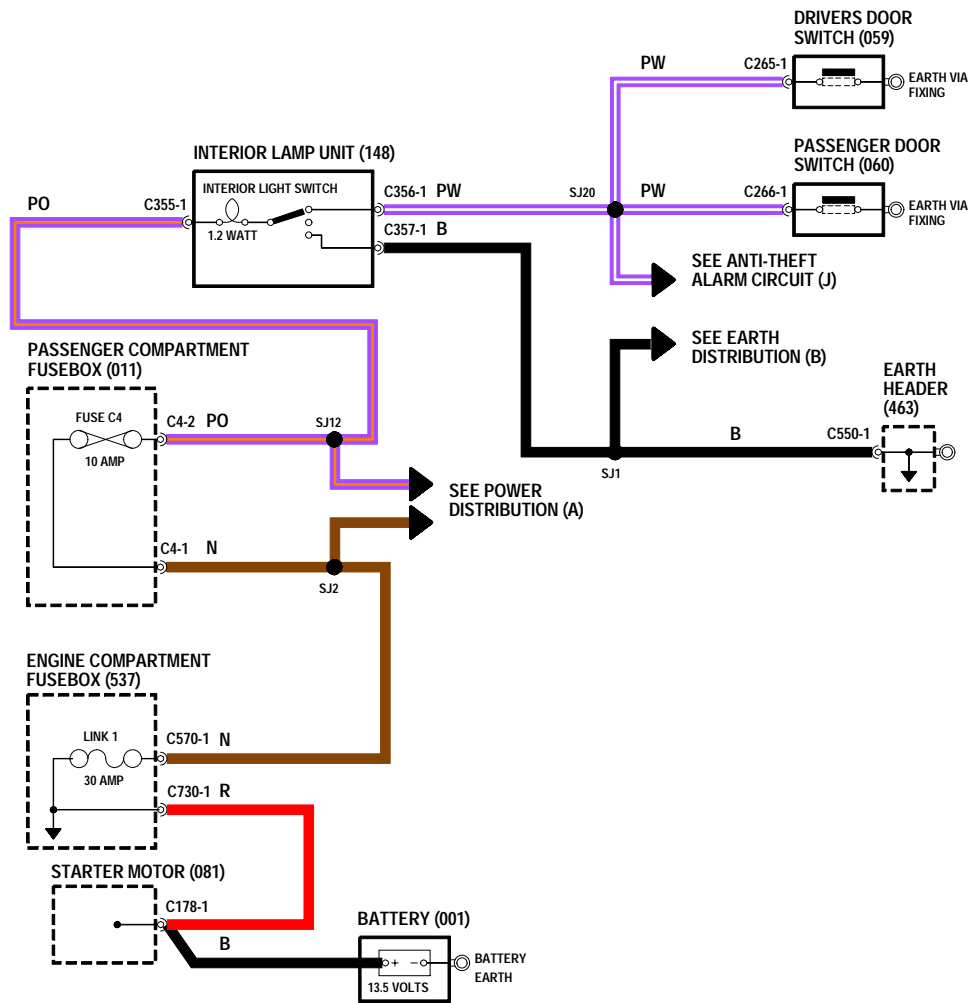 DRIVERS DOOR
SWITCH (059)
PW
C265-1
EARTH VIA
FIXING
INTERIOR LAMP UNIT (148)
PASSENGER DOOR
SWITCH (060)
PO
C355-1
INTERIOR LIGHT SWITCH
1.2 WATT
C356-1 PW
SJ20
PW
C266-1
EARTH VIA
FIXING
C357-1 B
SEE ANTI-THEFT
ALARM CIRCUIT (J)
SEE EARTH
DISTRIBUTION (B)
PASSENGER COMPARTMENT
FUSEBOX (011)
EARTH
HEADER
(463)
FUSE C4
10 AMP
C4-2 PO
SJ12
B
C550-1
SJ1
SEE POWER
DISTRIBUTION (A)
C4-1 N
SJ2
ENGINE COMPARTMENT
FUSEBOX (537)
LINK 1
30 AMP
C570-1 N
C730-1 R
STARTER MOTOR (081)
C178-1
B
BATTERY (001)
+ -
13.5 VOLTS
BATTERY
EARTH